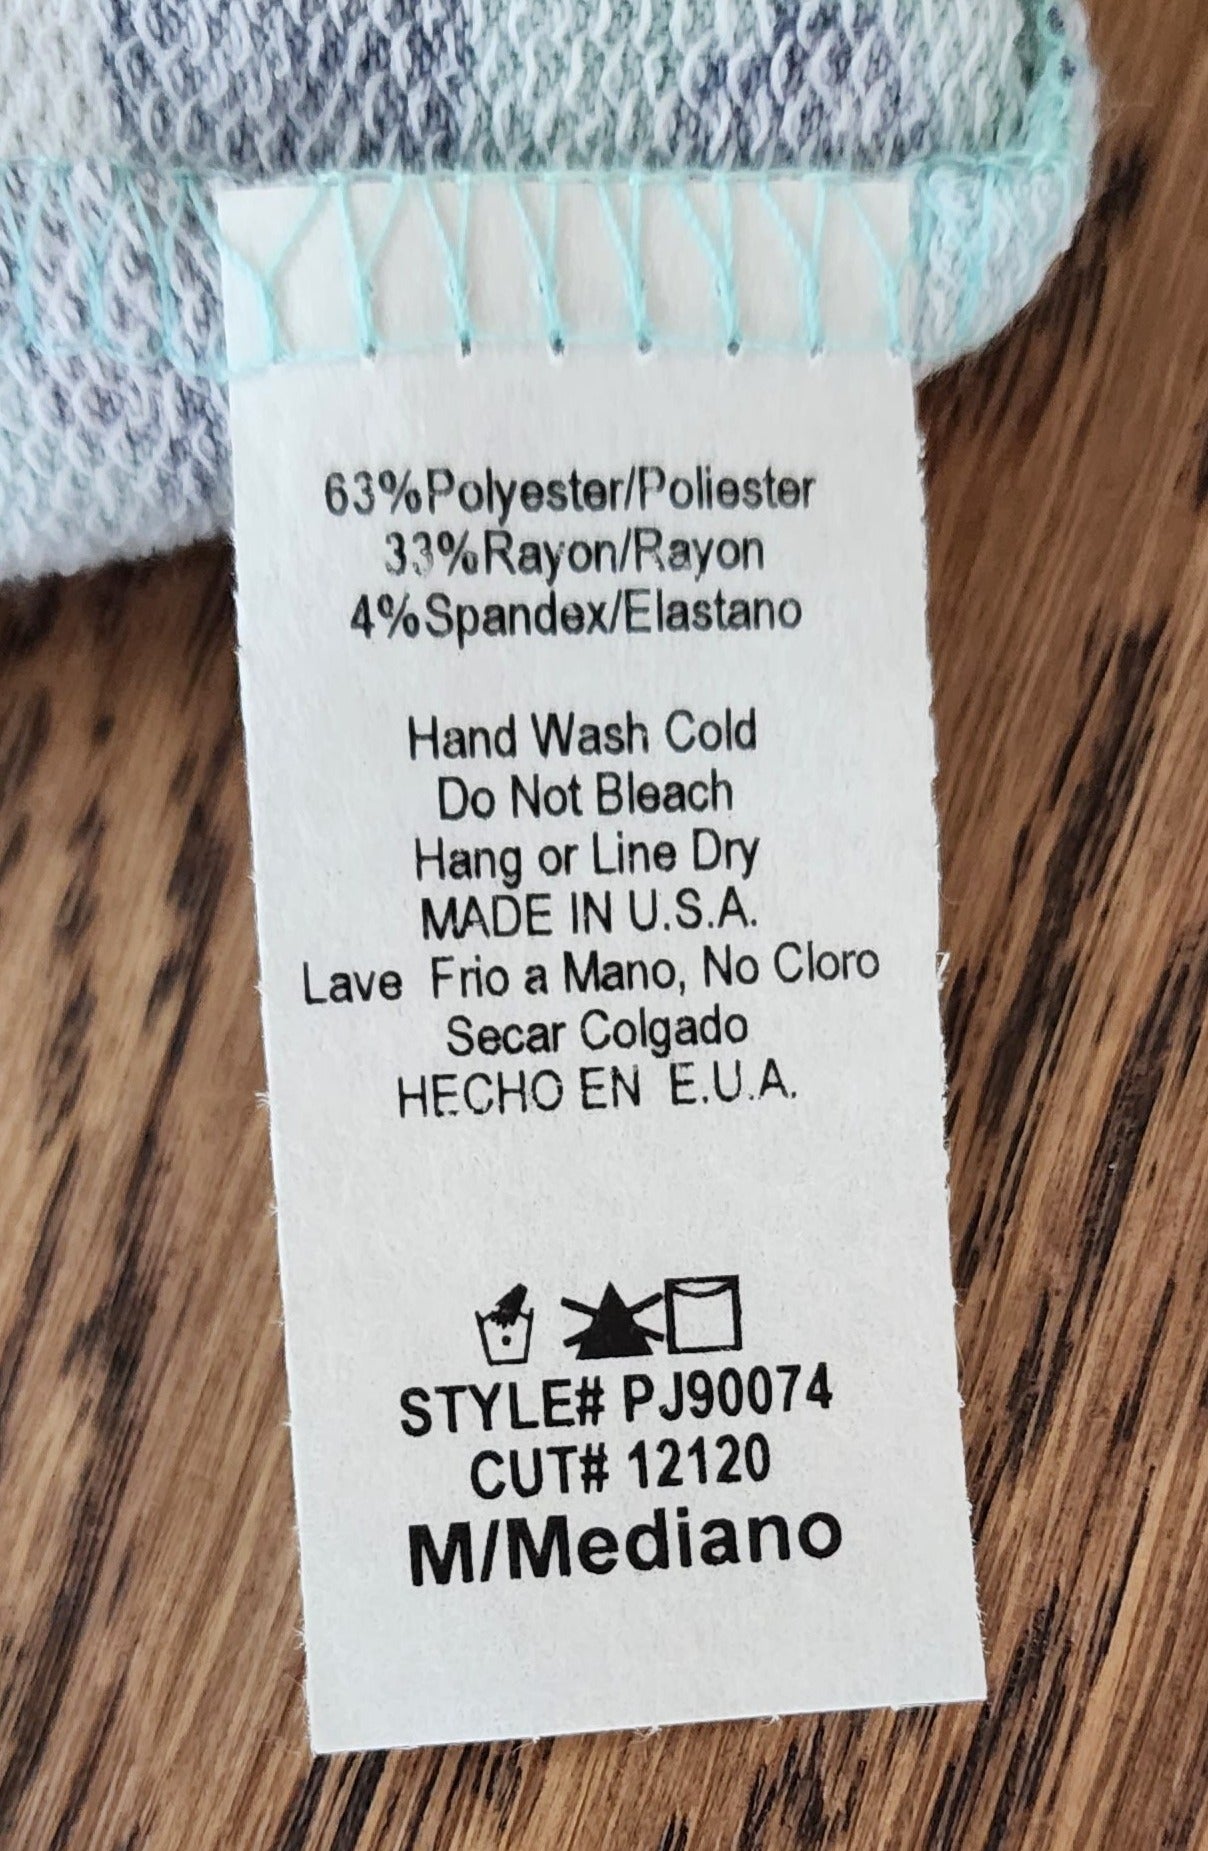 63%Polyester/Poliester
33%Rayon/Rayon
4%Spandex/Elastano
Hand Wash Cold
Do Not Bleach
Hang or Line Dry
MADE IN U.S.A.
Lave Frio a Mano, No Cloro
Secar Colgado
HECHO EN E.U.A.
STYLE# PJ90074
CUT# 12120
M/Mediano